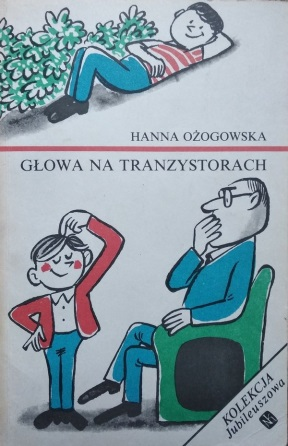 HANNA OŻOGOWSKA
GŁOWA NA TRANZYSTORACH
KOLEKCJA
Jubileuszowa